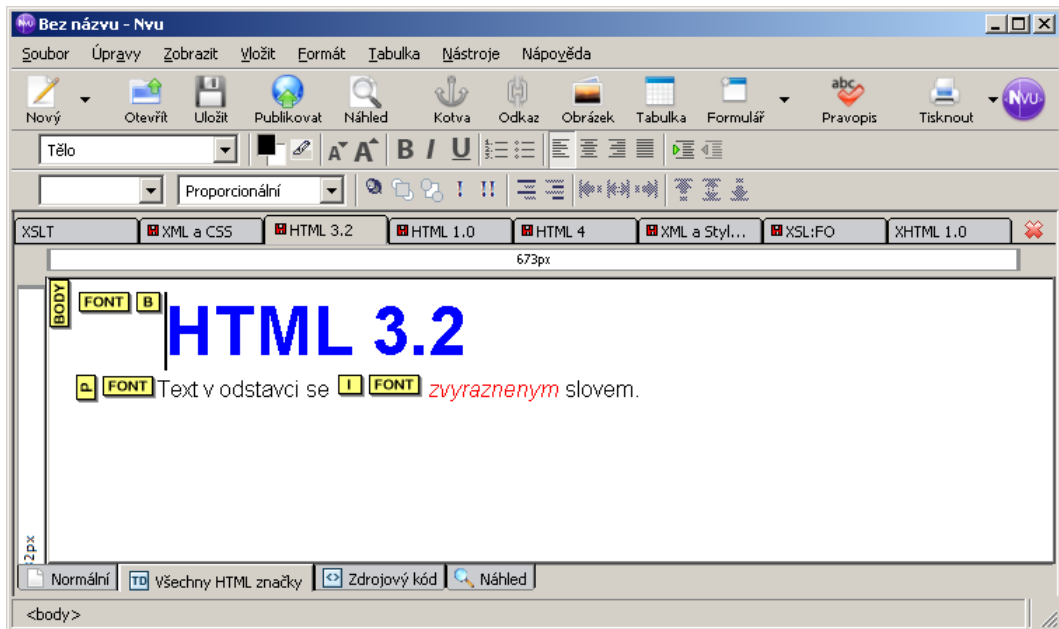 Bez názvu - Nvu
Soubor Úpravy Zobrazit Vložit Formát Tabulka Nástroje Nápověda
abc
Nový Otevřít Uložit Publikovat Náhled Kotva Odkaz Obrázek Tabulka Formulář Pravopis Tisknout NVU
Tělo A A B I U
Proporcionální ! !!
XSLT XML a CSS HTML 3.2 HTML 1.0 HTML 4 XML a Styl... XSL:FO XHTML 1.0
673px
BODY FONT B HTML 3.2
P FONT Text v odstavci se I FONT zvyraznenym slovem.
2px
Normální TD Všechny HTML značky Zdrojový kód Náhled
<body>